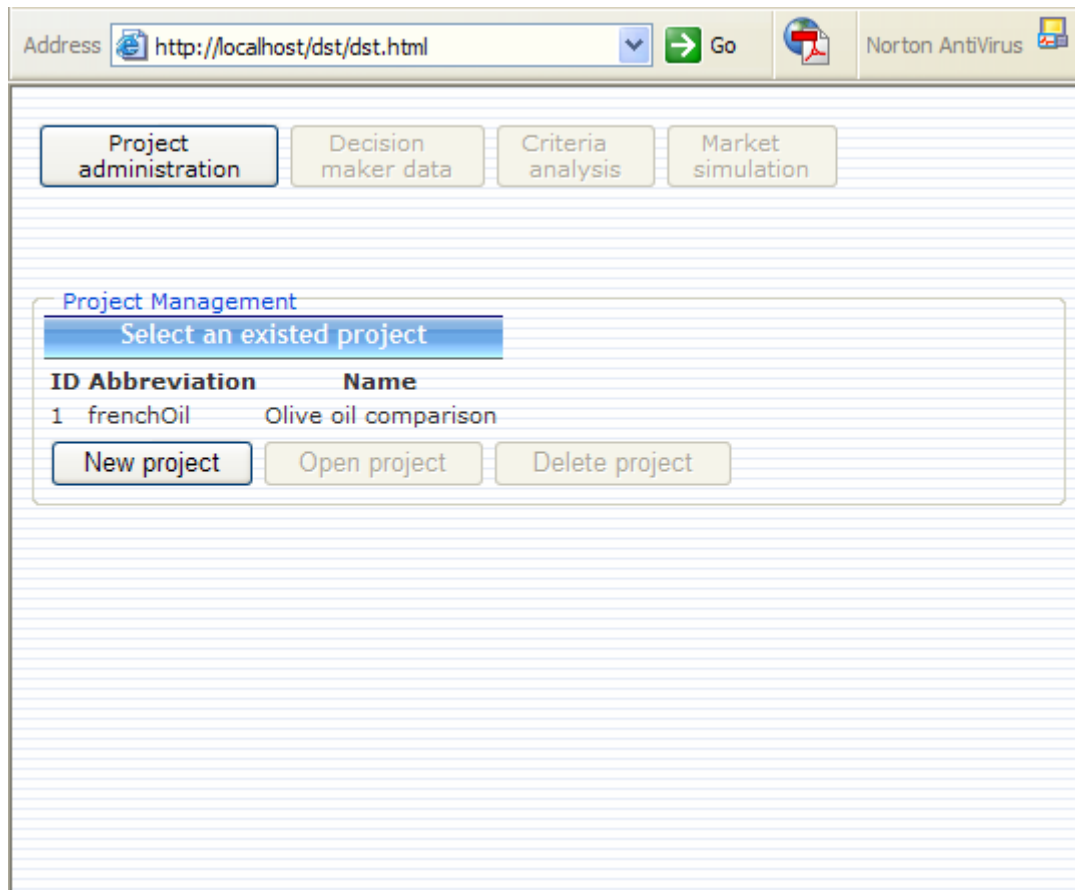 Address http://localhost/dst/dst.html Go Norton AntiVirus
Project administration
Decision maker data
Criteria analysis
Market simulation
Project Management
Select an existed project
ID Abbreviation Name
1 frenchOil Olive oil comparison
New project Open project Delete project